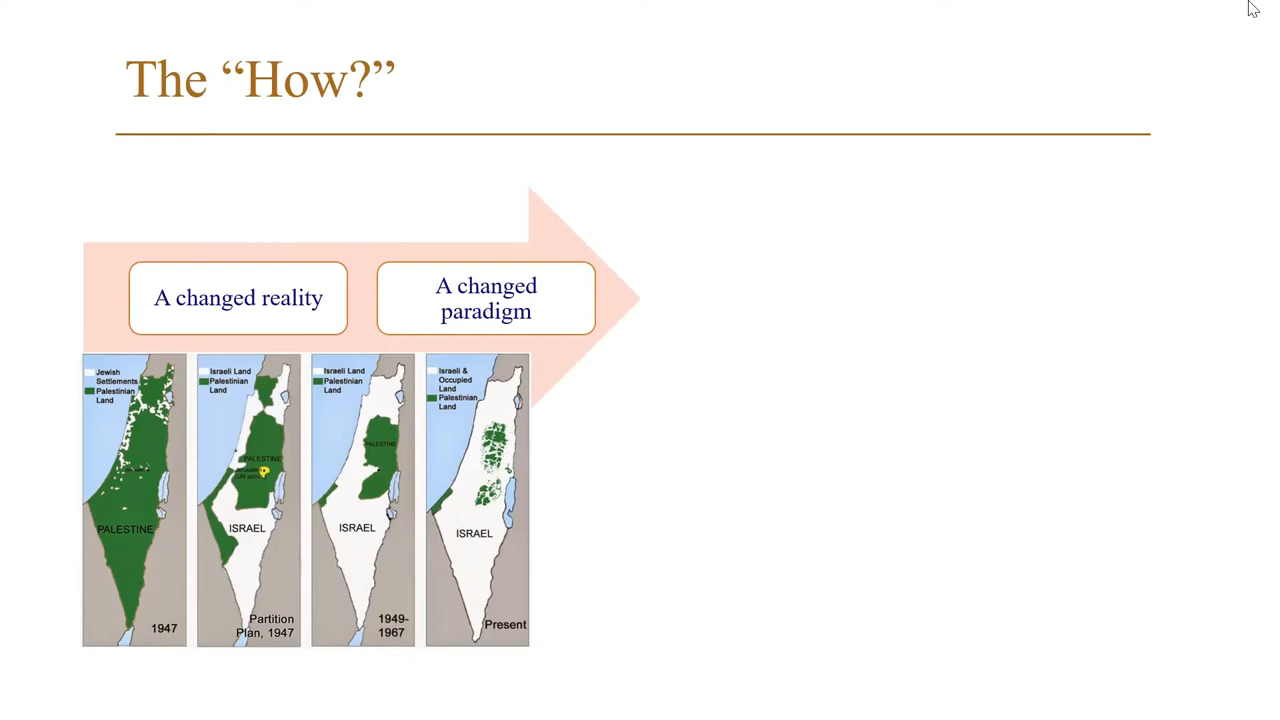 The “How?”
A changed reality
A changed
paradigm
Jewish
Settlements
Palestinian
Land
PALESTINE
1947
Israeli Land
Palestinian
Land
PALESTINE
ISRAEL
Partition
Plan, 1947
Israeli Land
Palestinian
Land
PALESTINE
ISRAEL
1949-
1967
Israeli &
Occupied
Land
Palestinian
Land
ISRAEL
Present